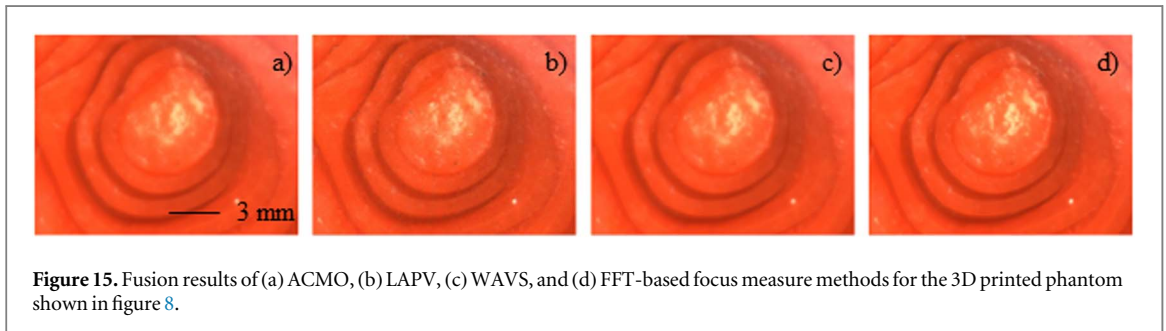 a)
b)
c)
d)
3 mm
Figure 15. Fusion results of (a) ACMO, (b) LAPV, (c) WAVS, and (d) FFT-based focus measure methods for the 3D printed phantom
shown in figure 8.